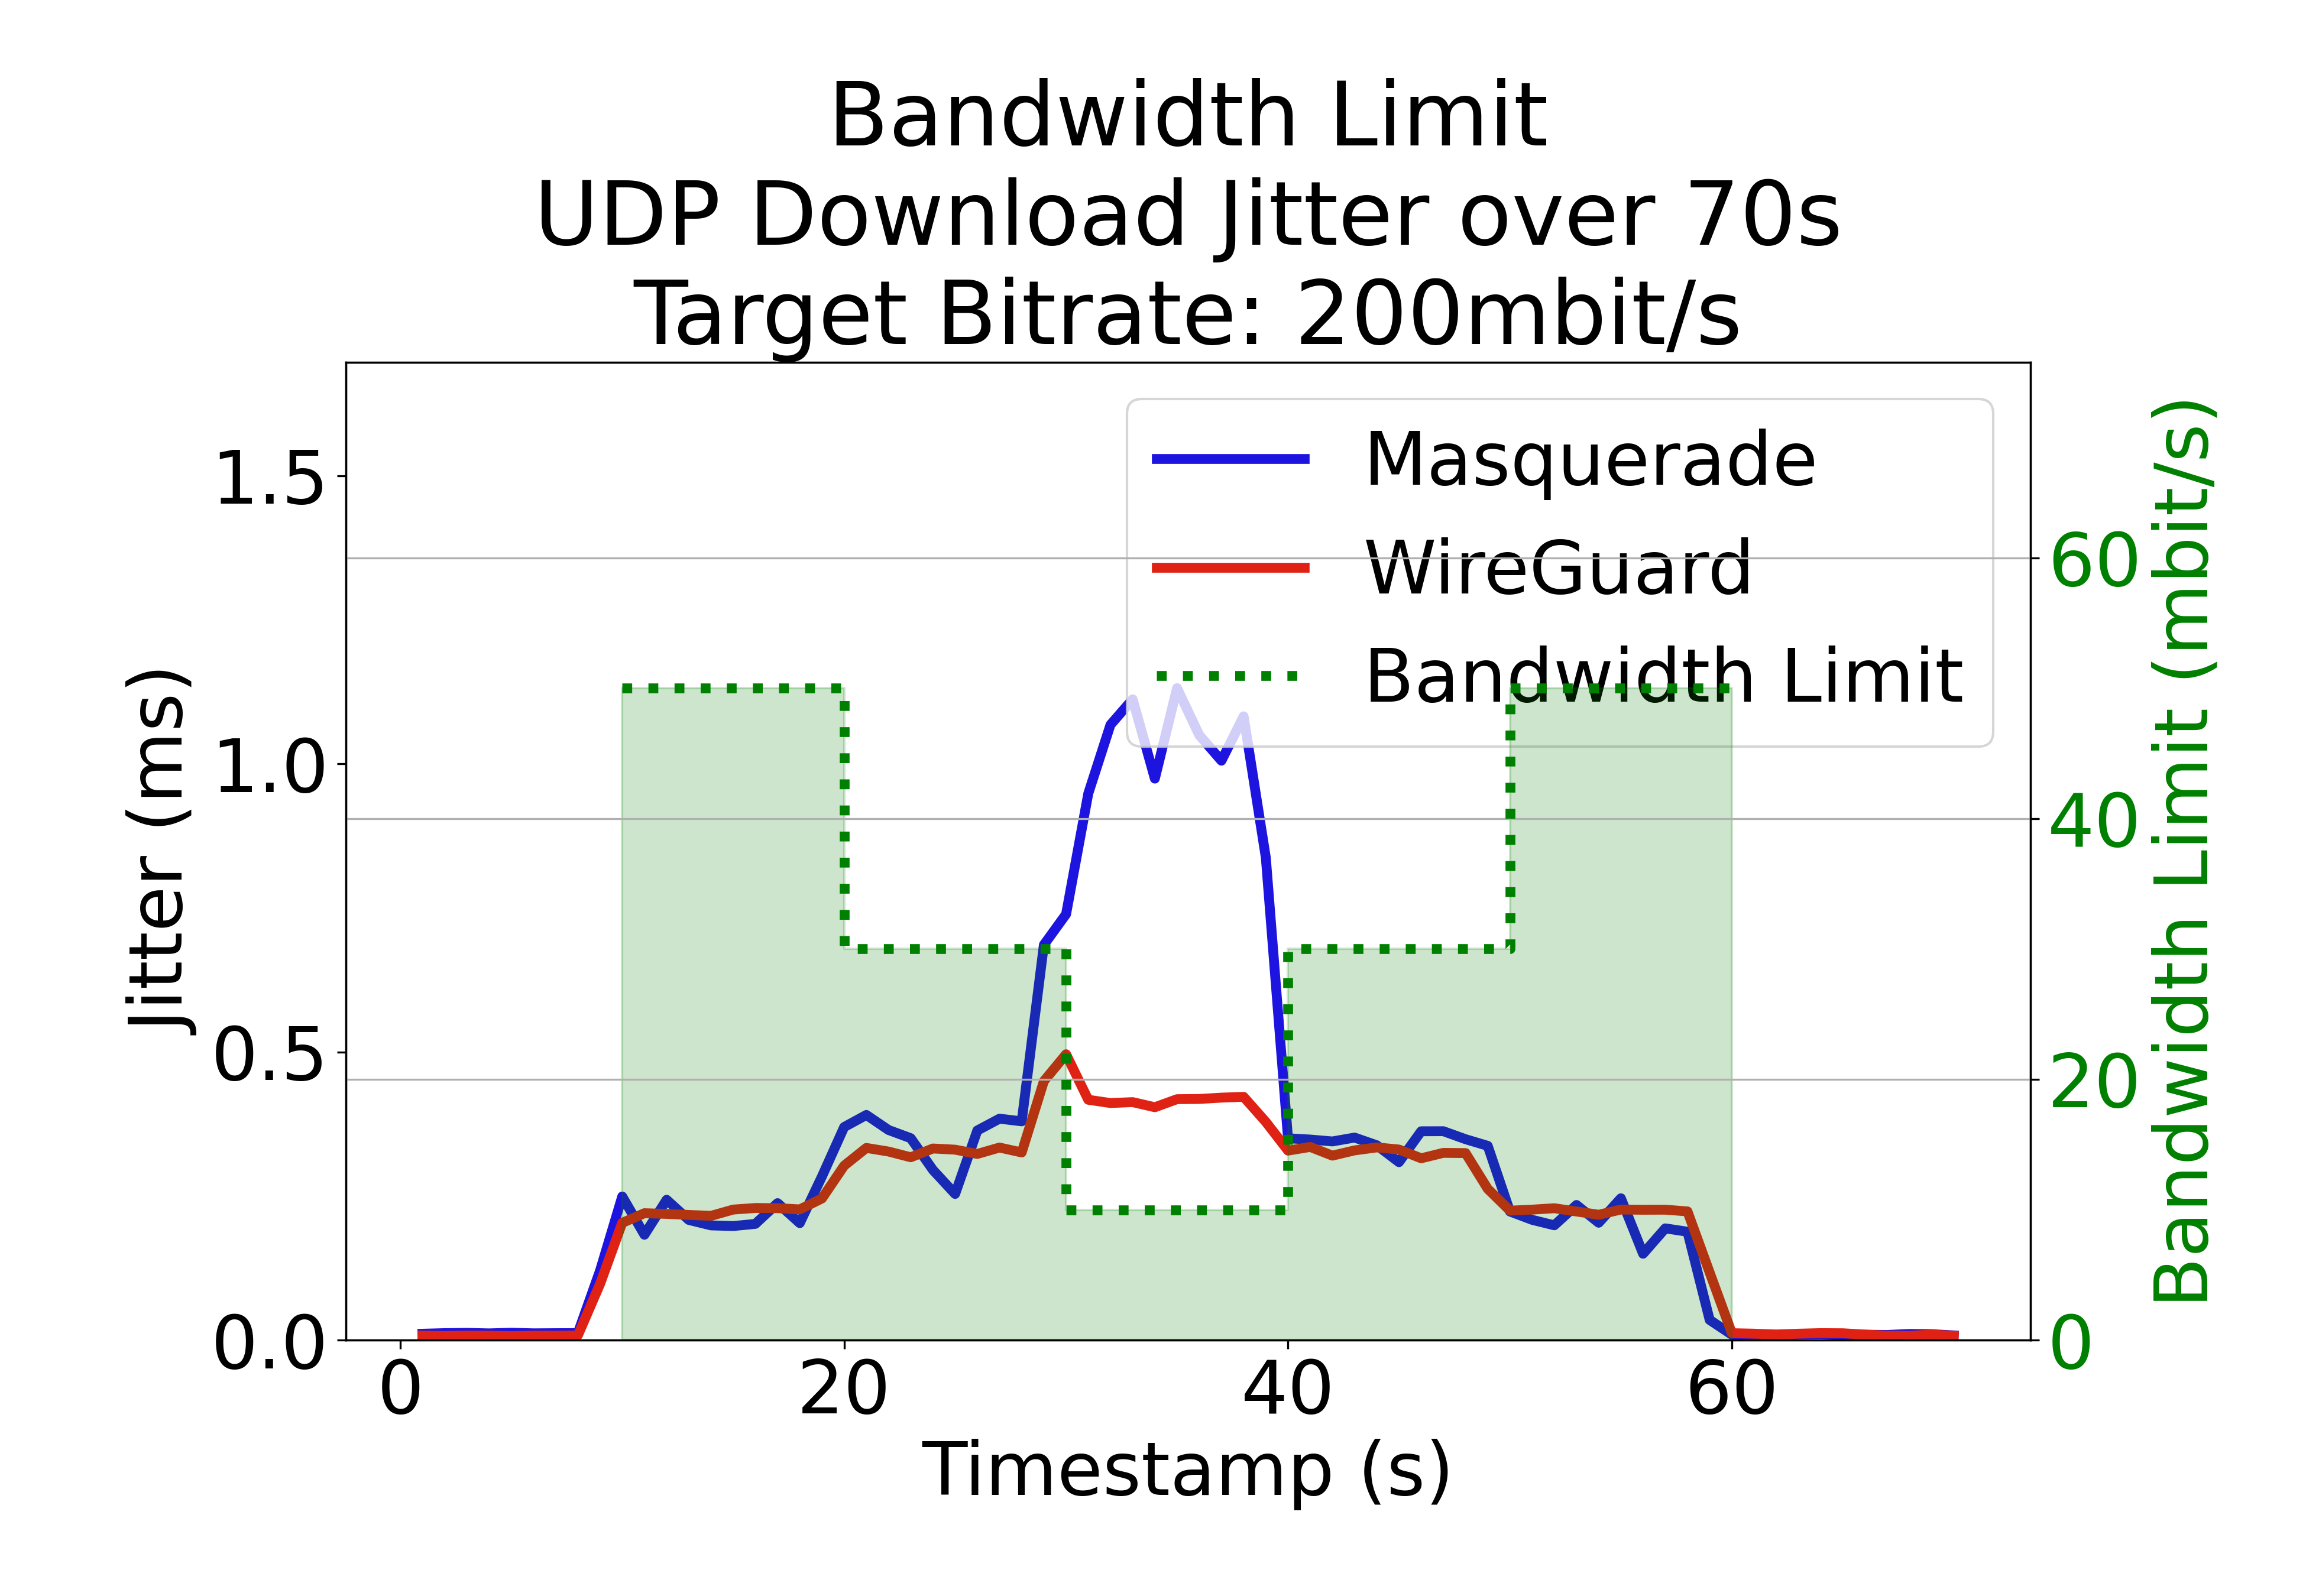 Bandwidth Limit
UDP Download Jitter over 70s
Target Bitrate: 200mbit/s
Masquerade
WireGuard
Bandwidth Limit
Jitter (ms)
1.5
1.0
0.5
0.0
60
40
20
0
Bandwidth Limit (mbit/s)
0 20 40 60
Timestamp (s)